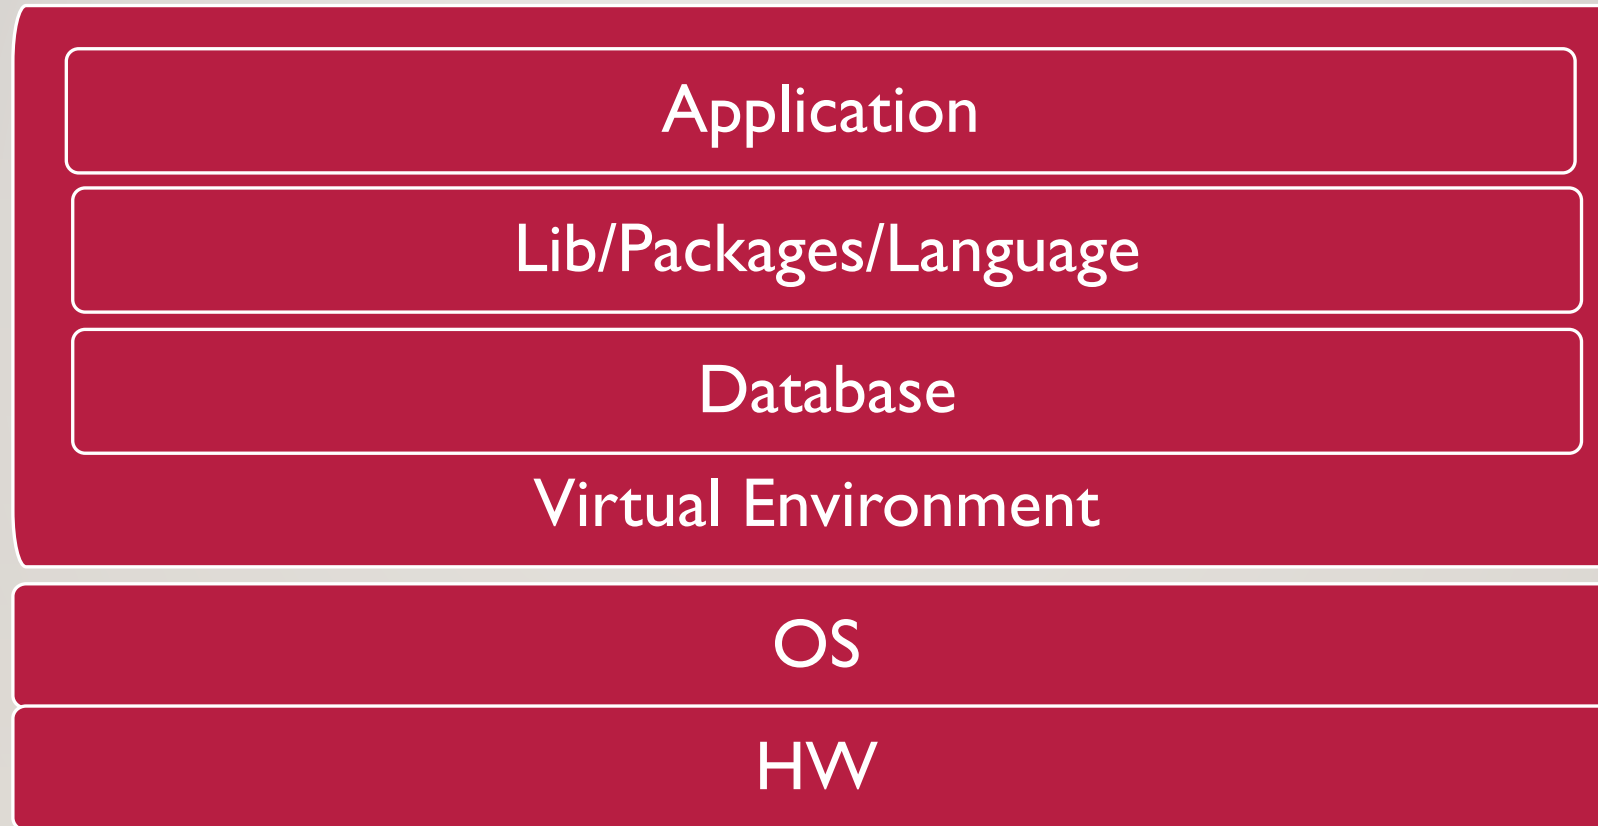 Application
Lib/Packages/Language
Database
Virtual Environment
OS
HW